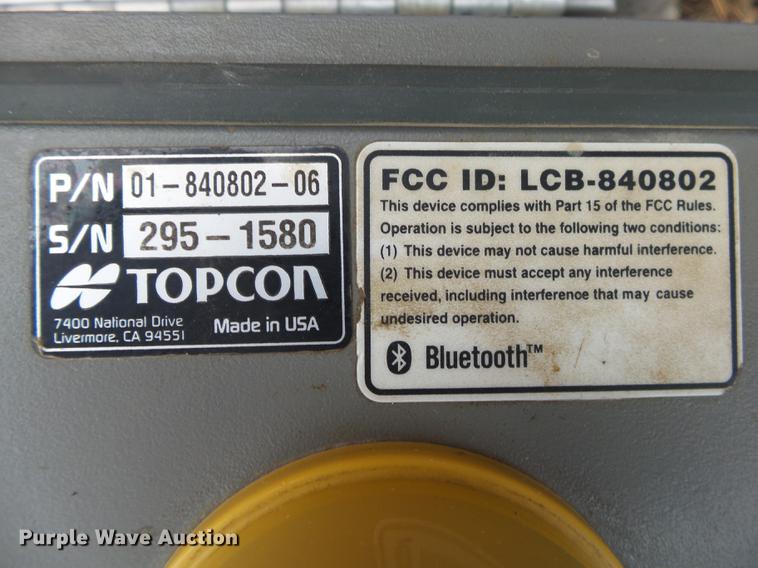 P/N 01-840802-06
S/N 295-1580
TOPCON
7400 National Drive
Livermore, CA 94551
Made in USA
FCC ID: LCB-840802
This device complies with Part 15 of the FCC Rules.
Operation is subject to the following two conditions:
(1) This device may not cause harmful interference.
(2) This device must accept any interference
received, including interference that may cause
undesired operation.
Bluetooth™
Purple Wave Auction